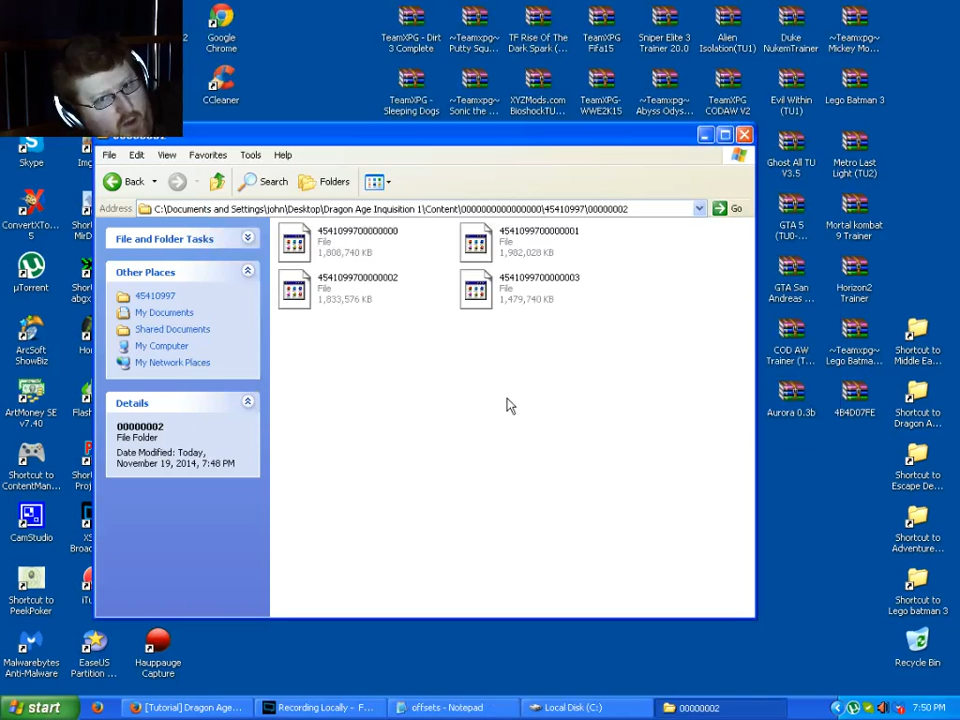 Google
Chrome
TeamXPG -
Dirt
3 Complete
~Teamxpg~
Putty Squ...
TF Rise Of The
Dark Spark (...
TeamXPG
Fifa15
Sniper Elite 3
Trainer 20.0
Alien
Isolation(TU1)
Duke
NukemTrainer
~Teamxpg~
Mickey Mo...
CCleaner
TeamXPG -
Sleeping Dogs
~Teamxpg~
Sonic the ...
XYZMods.com
BioshockTU...
TeamXPG-
WWE2K15
~Teamxpg~
Abyss Odys...
TeamXPG
CODAW V2
Evil Within
(TU1)
Lego Batman 3
File Edit View Favorites Tools Help
Back Search Folders
Address C:\Documents and Settings\john\Desktop\Dragon Age Inquisition 1\Content\0000000000000000\45410997\00000002 Go
File and Folder Tasks
Other Places
45410997
My Documents
Shared Documents
My Computer
My Network Places
Details
00000002
File Folder
Date Modified: Today,
November 19, 2014, 7:48 PM
4541099700000000
File
1,808,740 KB
4541099700000001
File
1,982,028 KB
4541099700000002
File
1,833,576 KB
4541099700000003
File
1,479,740 KB
Skype
ConvertXTo...
5
µTorrent
ArcSoft
ShowBiz
ArtMoney SE
v7.40
Shortcut to
ContentMan...
CamStudio
Shortcut to
PeekPoker
Malwarebytes
Anti-Malware
EaseUS
Partition ...
Hauppauge
Capture
Ghost All TU
V3.5
Metro Last
Light (TU2)
GTA 5
(TU0-...
Mortal kombat
9 Trainer
GTA San
Andreas ...
Horizon2
Trainer
COD AW
Trainer (T...
~Teamxpg~
Lego Batma...
Shortcut to
Middle Ea...
Aurora 0.3b
4B4D07FE
Shortcut to
Dragon A...
Shortcut to
Escape De...
Shortcut to
Adventure...
Shortcut to
Lego batman 3
Recycle Bin
start
[Tutorial] Dragon Age...
Recording Locally - F...
offsets - Notepad
Local Disk (C:)
00000002
7:50 PM